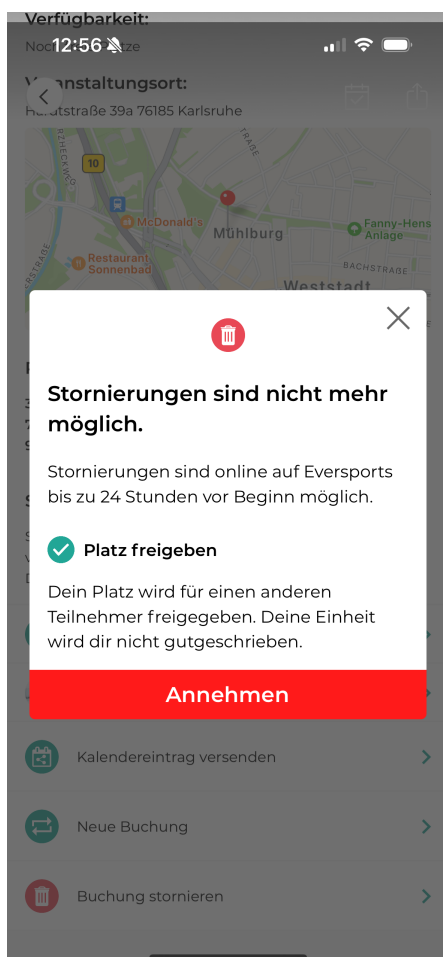 Verfügbarkeit:
12:56
Veranstaltungsort:
Hardtstraße 39a 76185 Karlsruhe
10
McDonald's
Mühlburg
Fanny-Hens
Anlage
Restaurant
Sonnenbad
BACHSTRAẞE
Weststadt
Stornierungen sind nicht mehr
möglich.
Stornierungen sind online auf Eversports
bis zu 24 Stunden vor Beginn möglich.
Platz freigeben
Dein Platz wird für einen anderen
Teilnehmer freigegeben. Deine Einheit
wird dir nicht gutgeschrieben.
Annehmen
Kalendereintrag versenden
Neue Buchung
Buchung stornieren